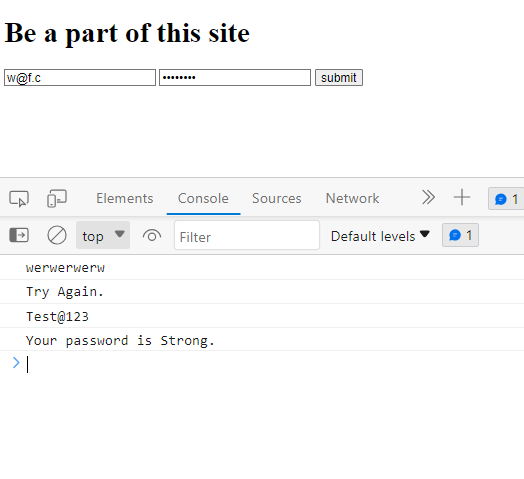 Be a part of this site
w@f.c •••••••• submit
Elements Console Sources Network 1
top Filter Default levels 1
werwerwerw
Try Again.
Test@123
Your password is Strong.